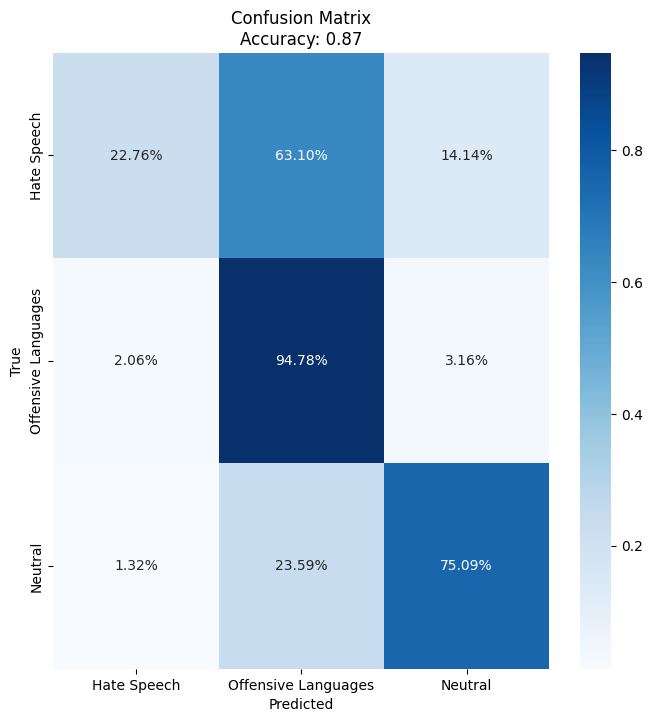 Confusion Matrix
Accuracy: 0.87
Hate Speech
22.76%
63.10%
14.14%
0.8
0.6
True
Offensive Languages
2.06%
94.78%
3.16%
0.4
Neutral
1.32%
23.59%
75.09%
0.2
Hate Speech
Offensive Languages
Neutral
Predicted